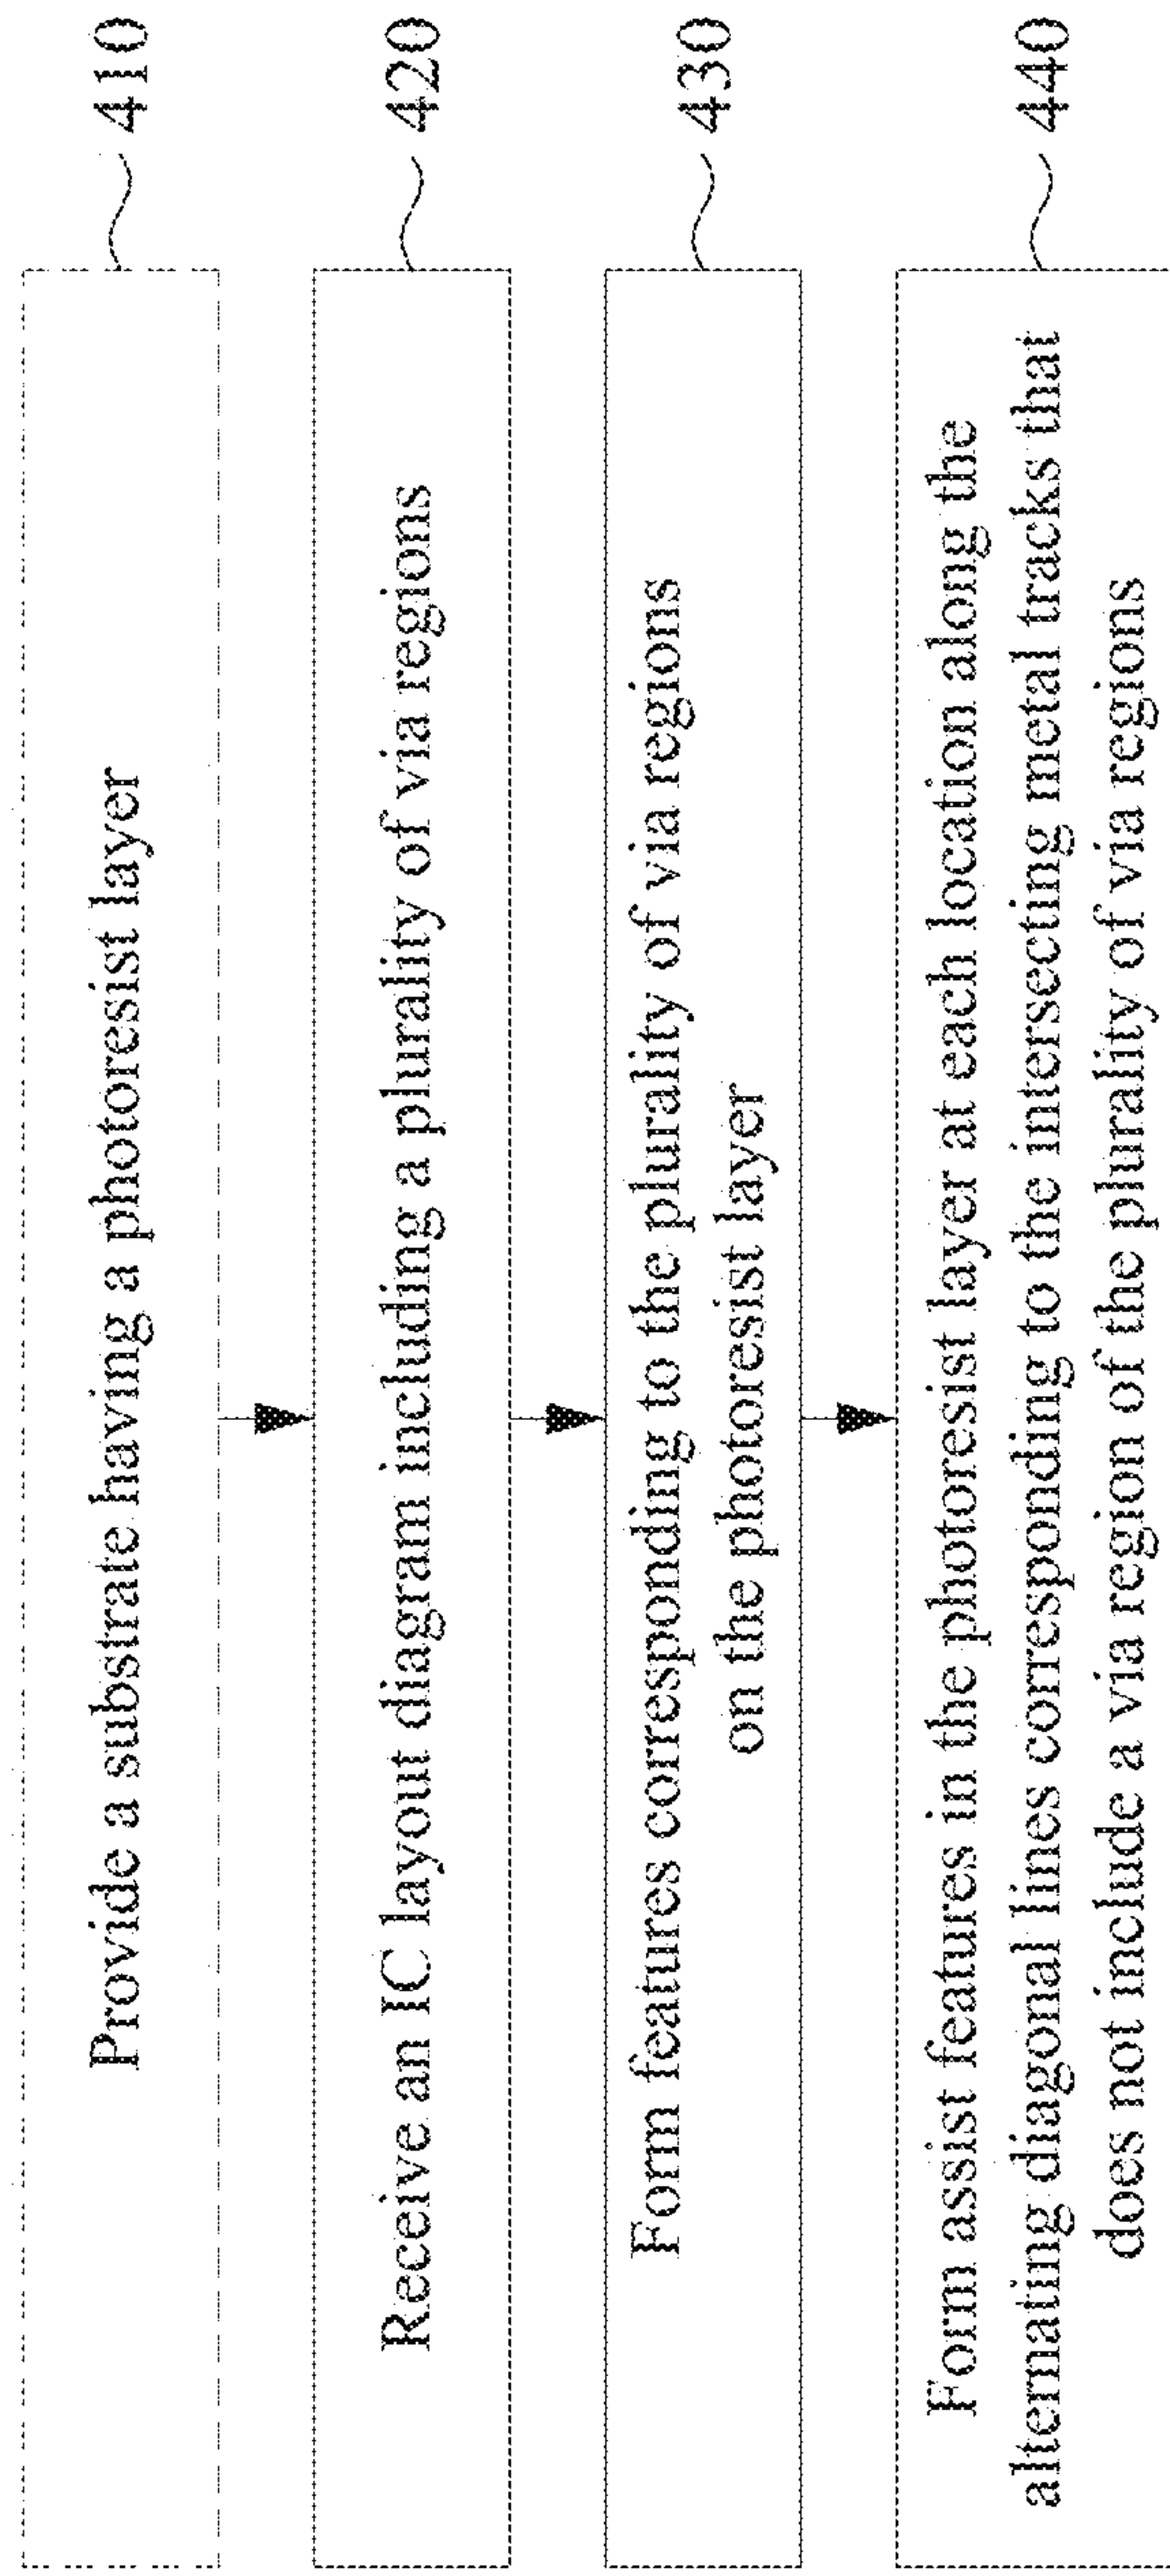 Provide a substrate having a photoresist layer
410
Receive an IC layout diagram including a plurality of via regions
420
Form features corresponding to the plurality of via regions
on the photoresist layer
430
Form assist features in the photoresist layer at each location along the
alternating diagonal lines corresponding to the intersecting metal tracks that
does not include a via region of the plurality of via regions
440